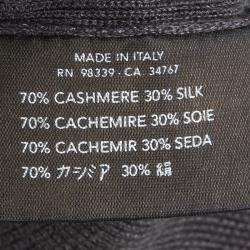 MADE IN ITALY
RN 98339 - CA 34767
70% CASHMERE 30% SILK
70% CACHEMIRE 30% SOIE
70% CACHEMIR 30% SEDA
70% カシミア 30% 絹